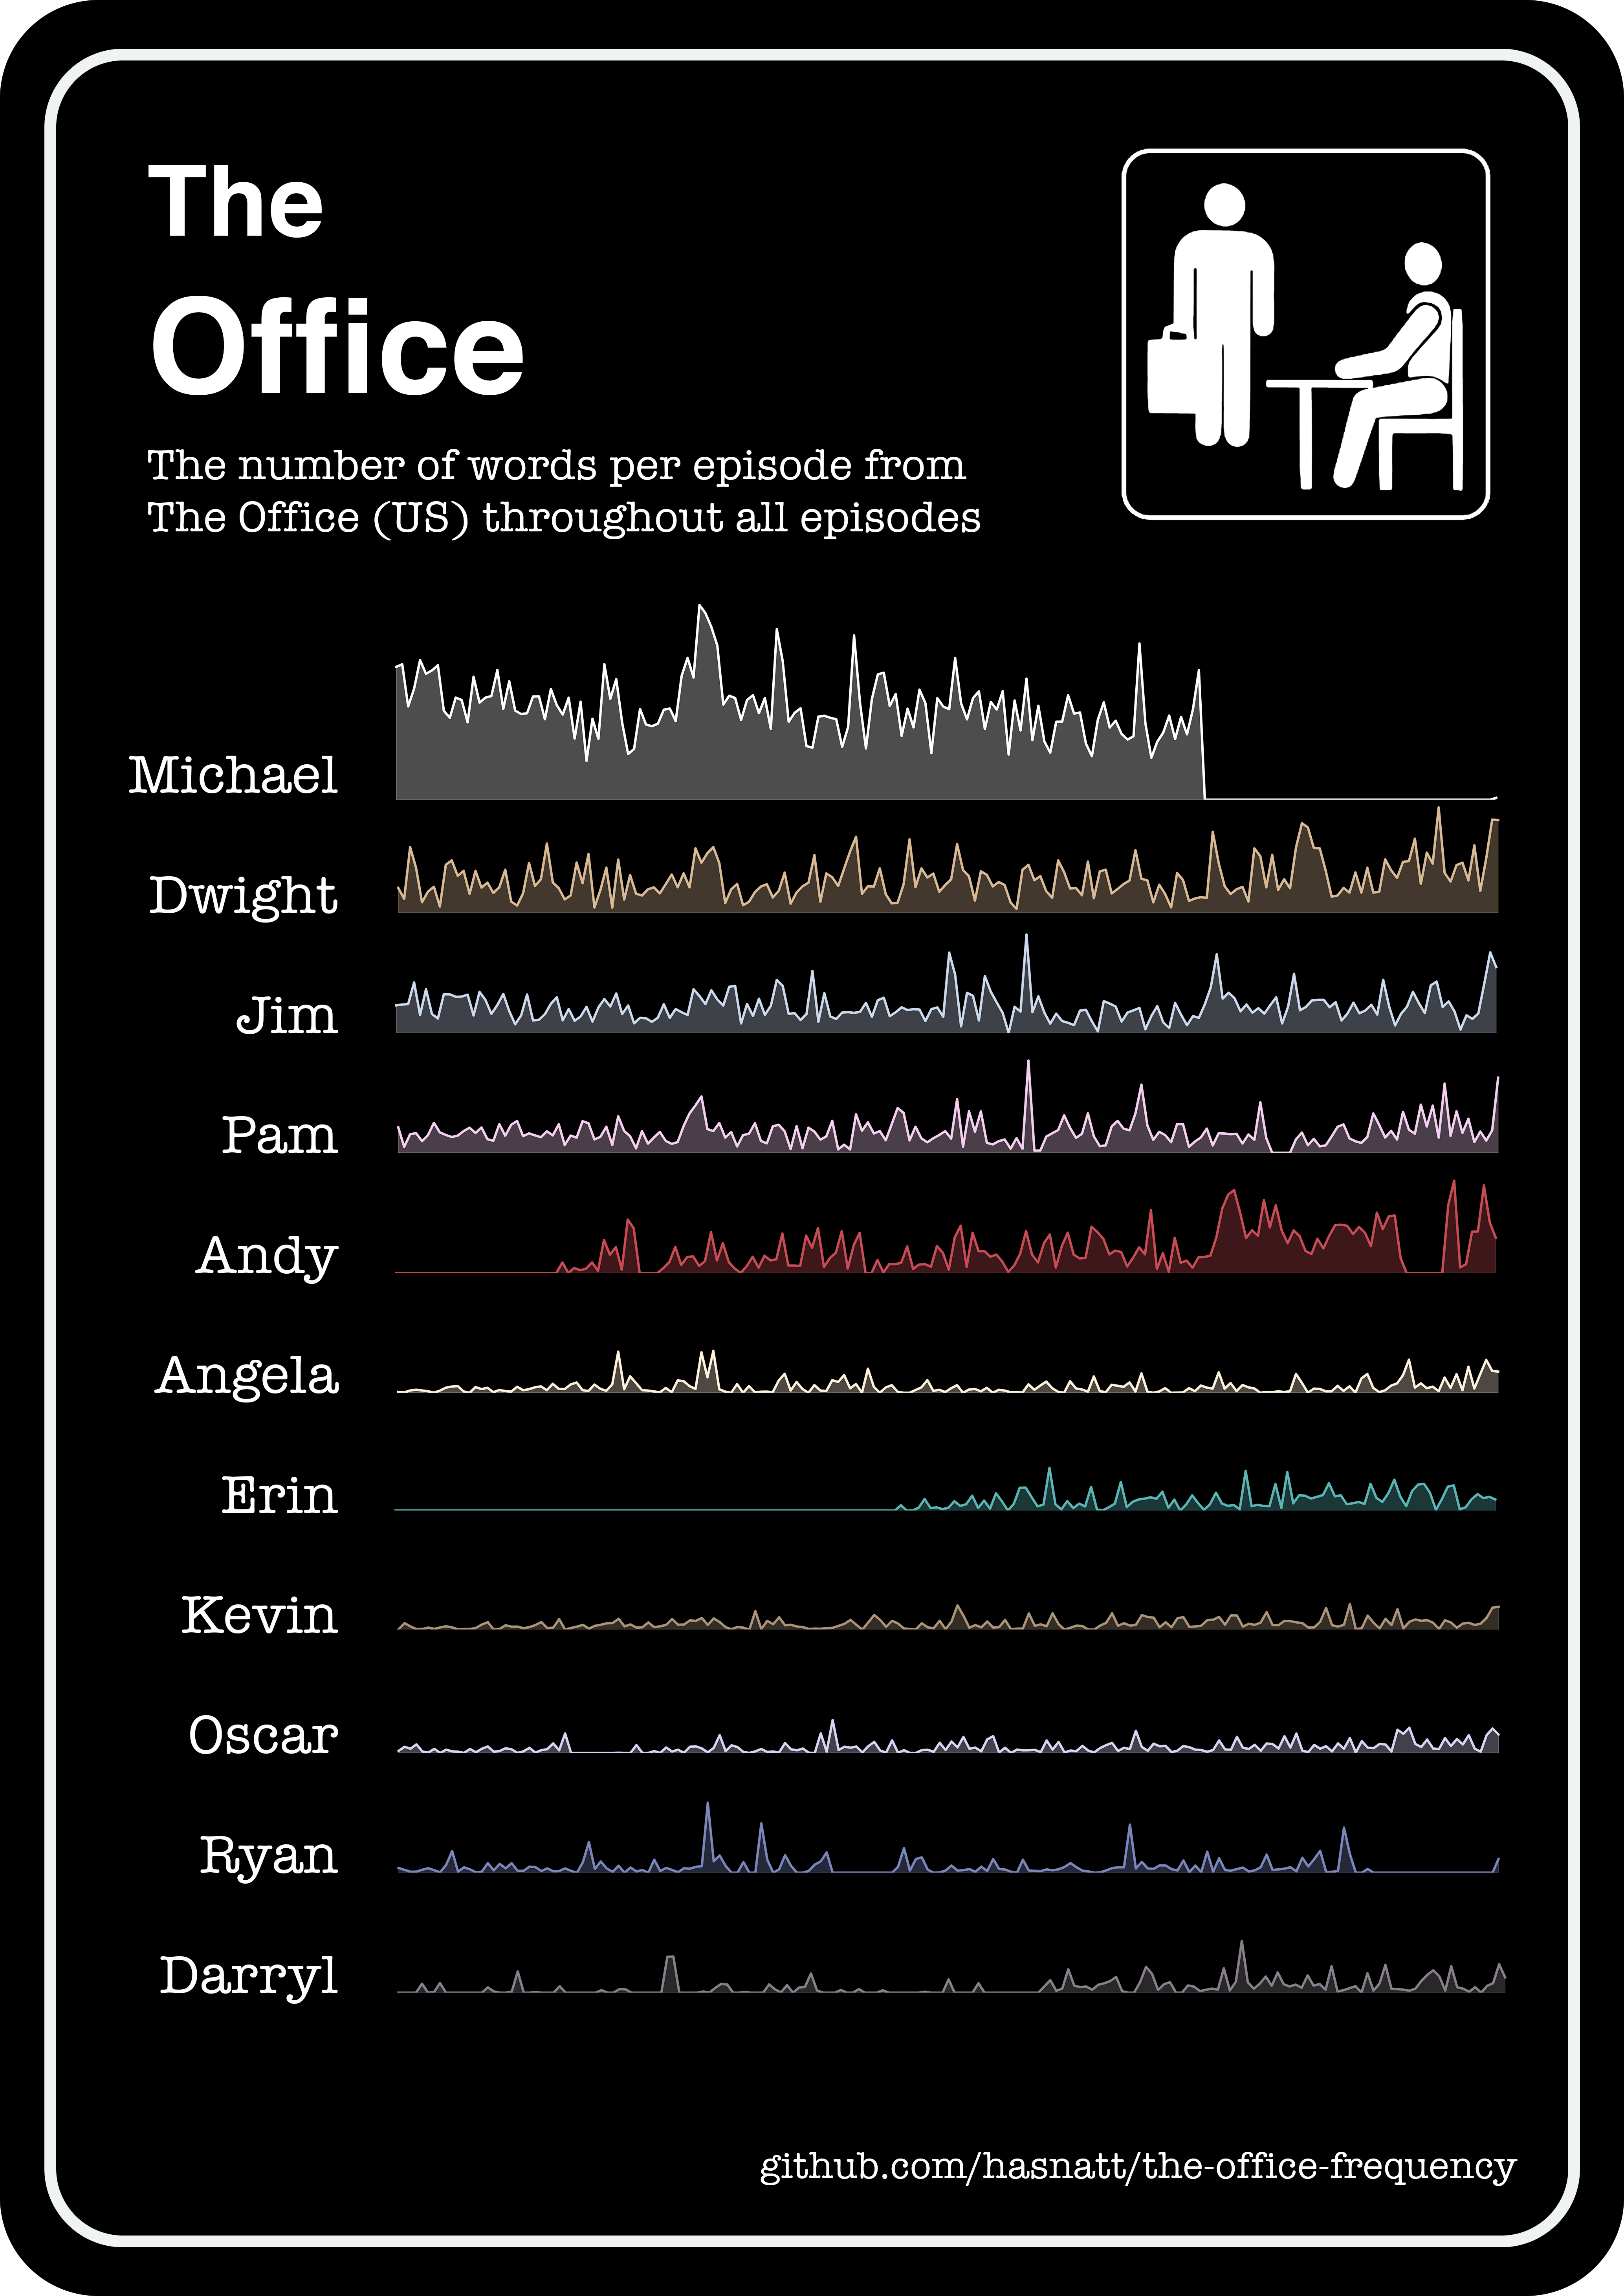 The
Office
The number of words per episode from
The Office (US) throughout all episodes
Michael
Dwight
Jim
Pam
Andy
Angela
Erin
Kevin
Oscar
Ryan
Darryl
github.com/hasnatt/the-office-frequency